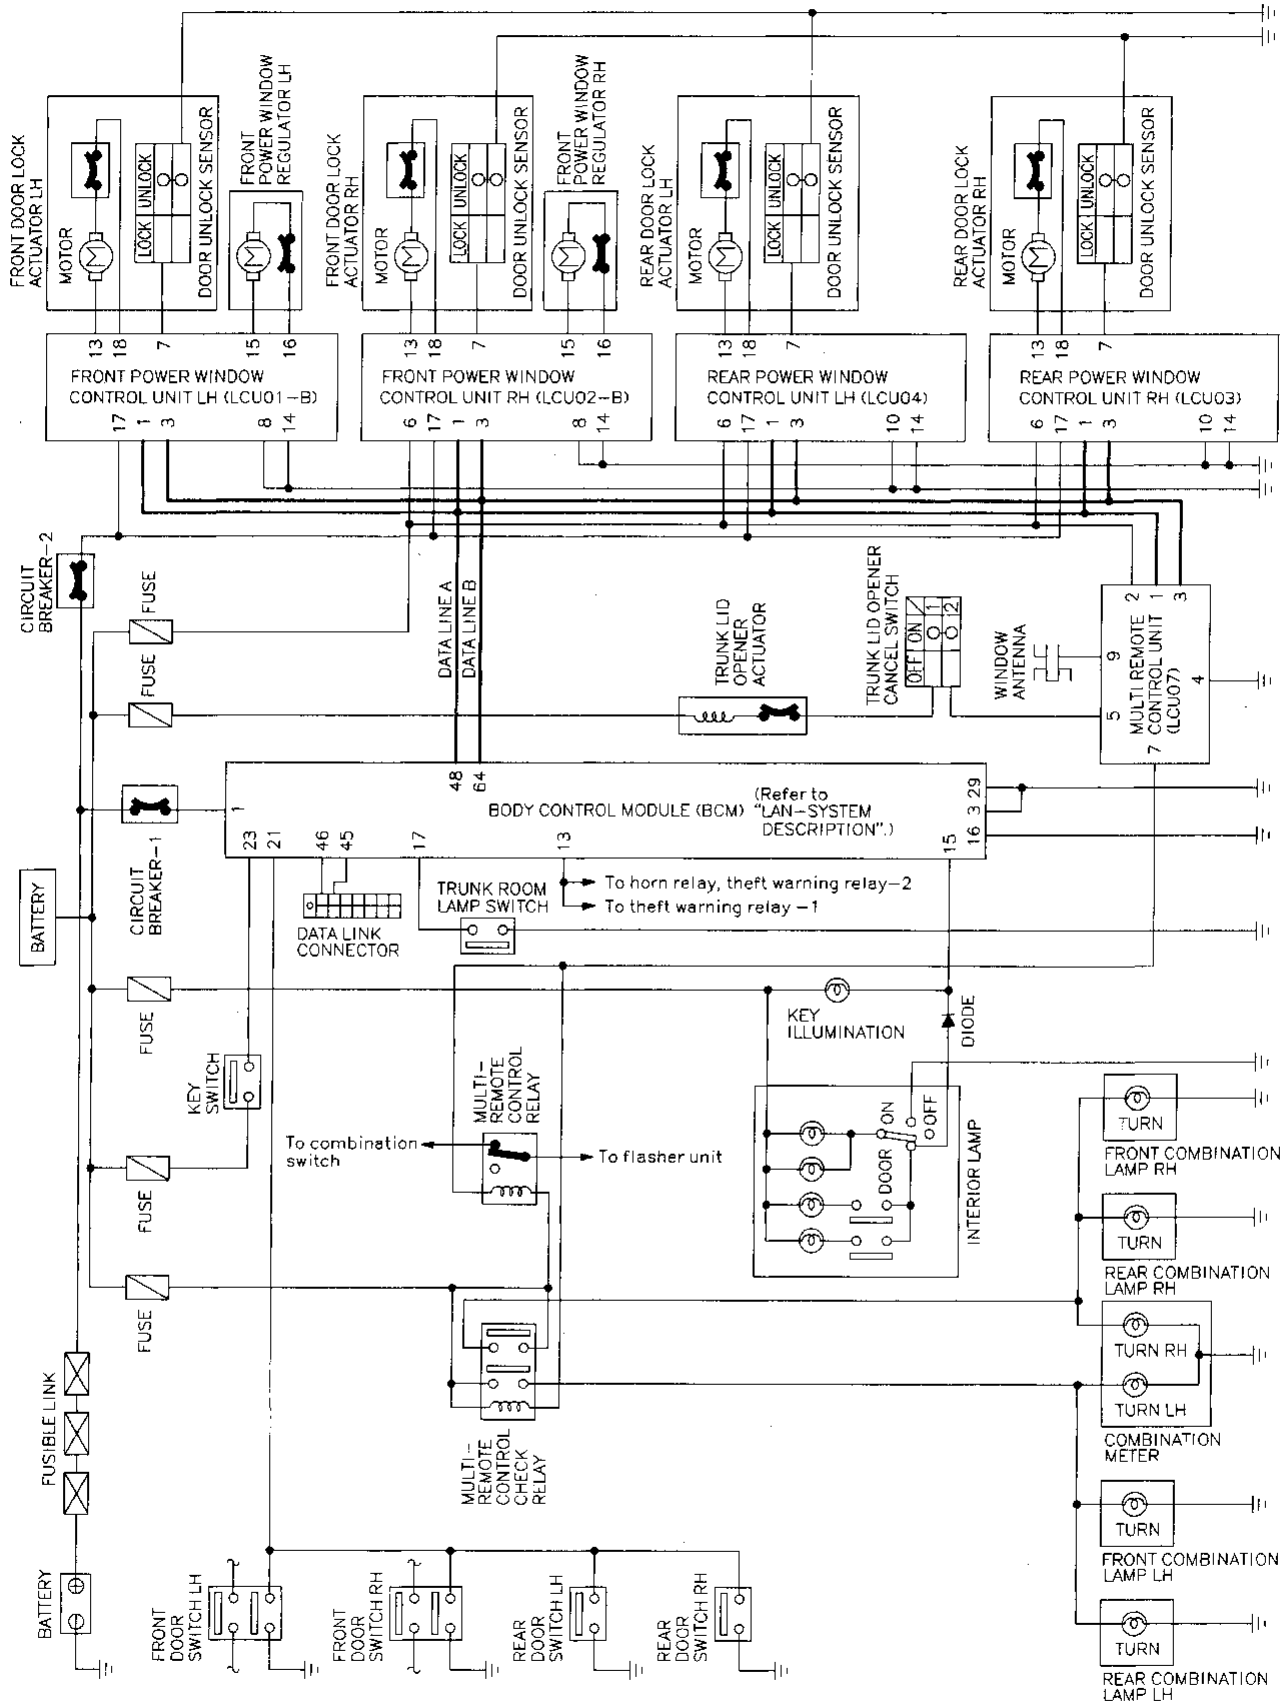 FRONT DOOR LOCK
ACTUATOR LH
MOTOR
LOCK UNLOCK
DOOR UNLOCK SENSOR
FRONT
POWER WINDOW
REGULATOR LH
FRONT DOOR LOCK
ACTUATOR RH
MOTOR
LOCK UNLOCK
DOOR UNLOCK SENSOR
FRONT
POWER WINDOW
REGULATOR RH
REAR DOOR LOCK
ACTUATOR LH
MOTOR
LOCK UNLOCK
DOOR UNLOCK SENSOR
REAR DOOR LOCK
ACTUATOR RH
MOTOR
LOCK UNLOCK
DOOR UNLOCK SENSOR
M
M
M
M
M
M
13 18 7 15 16
FRONT POWER WINDOW
CONTROL UNIT LH (LCU01-B)
17 1 3 8 14
13 18 7 15 16
FRONT POWER WINDOW
CONTROL UNIT RH (LCU02-B)
6 17 1 3 8 14
13 18 7
REAR POWER WINDOW
CONTROL UNIT LH (LCU04)
6 17 1 3 10 14
13 18 7
REAR POWER WINDOW
CONTROL UNIT RH (LCU03)
6 17 1 3 10 14
CIRCUIT
BREAKER-2
FUSE
FUSE
DATA LINE A
DATA LINE B
TRUNK LID
OPENER
ACTUATOR
TRUNK LID OPENER
CANCEL SWITCH
OFF ON
1
2
WINDOW
ANTENNA
2 1 3
9
5
4
7
MULTI REMOTE
CONTROL UNIT
(LCU07)
BATTERY
CIRCUIT
BREAKER-1
48 64
1
BODY CONTROL MODULE (BCM)
(Refer to
"LAN-SYSTEM
DESCRIPTION".)
29
3
16
23 21 46 45 17 13 15
DATA LINK
CONNECTOR
TRUNK ROOM
LAMP SWITCH
To horn relay, theft warning relay-2
To theft warning relay -1
FUSE
KEY
SWITCH
KEY
ILLUMINATION
DIODE
MULTI-
REMOTE
CONTROL
RELAY
To combination
switch
To flasher unit
FUSE
ON
OFF
DOOR
INTERIOR LAMP
TURN
FRONT COMBINATION
LAMP RH
TURN
REAR COMBINATION
LAMP RH
FUSE
TURN RH
TURN LH
COMBINATION
METER
FUSIBLE LINK
MULTI-
REMOTE
CONTROL
CHECK
RELAY
TURN
FRONT COMBINATION
LAMP LH
BATTERY
FRONT
DOOR
SWITCH LH
FRONT
DOOR
SWITCH RH
REAR
DOOR
SWITCH LH
REAR
DOOR
SWITCH RH
TURN
REAR COMBINATION
LAMP LH